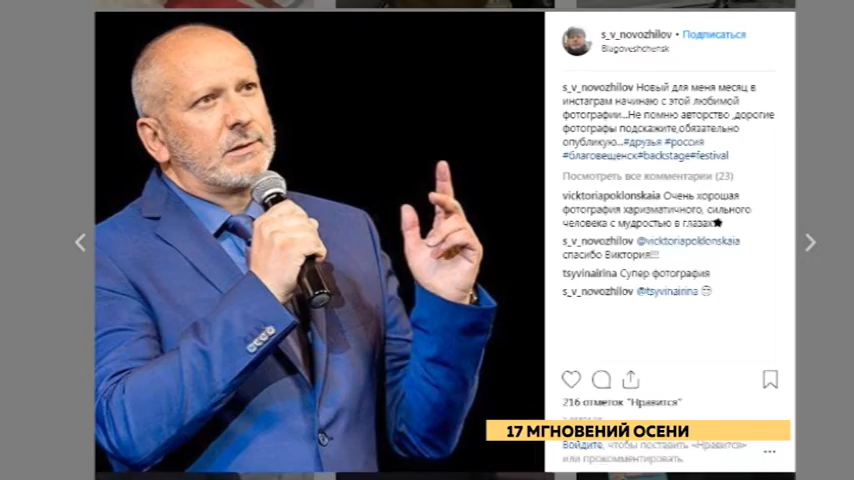 s_v_novozhilov • Подписаться
Blagoveshchensk
s_v_novozhilov Новый для меня месяц в
инстаграм начинаю с этой любимой
фотографии...Не помню авторство ,дорогие
фотографы подскажите,обязательно
опубликую...#друзья #россия
#благовещенск#backstage#festival
Посмотреть все комментарии (23)
vicktoriapoklonskaia Очень хорошая
фотография харизматичного, сильного
человека с мудростью в глазах
s_v_novozhilov @vicktoriapoklonskaia
спасибо Виктория!!!
tsyvinairina Супер фотография
s_v_novozhilov @tsyvinairina
216 отметок "Нравится"
17 МГНОВЕНИЙ ОСЕНИ
Войдите, чтобы поставить «Нравится»
или прокомментировать.